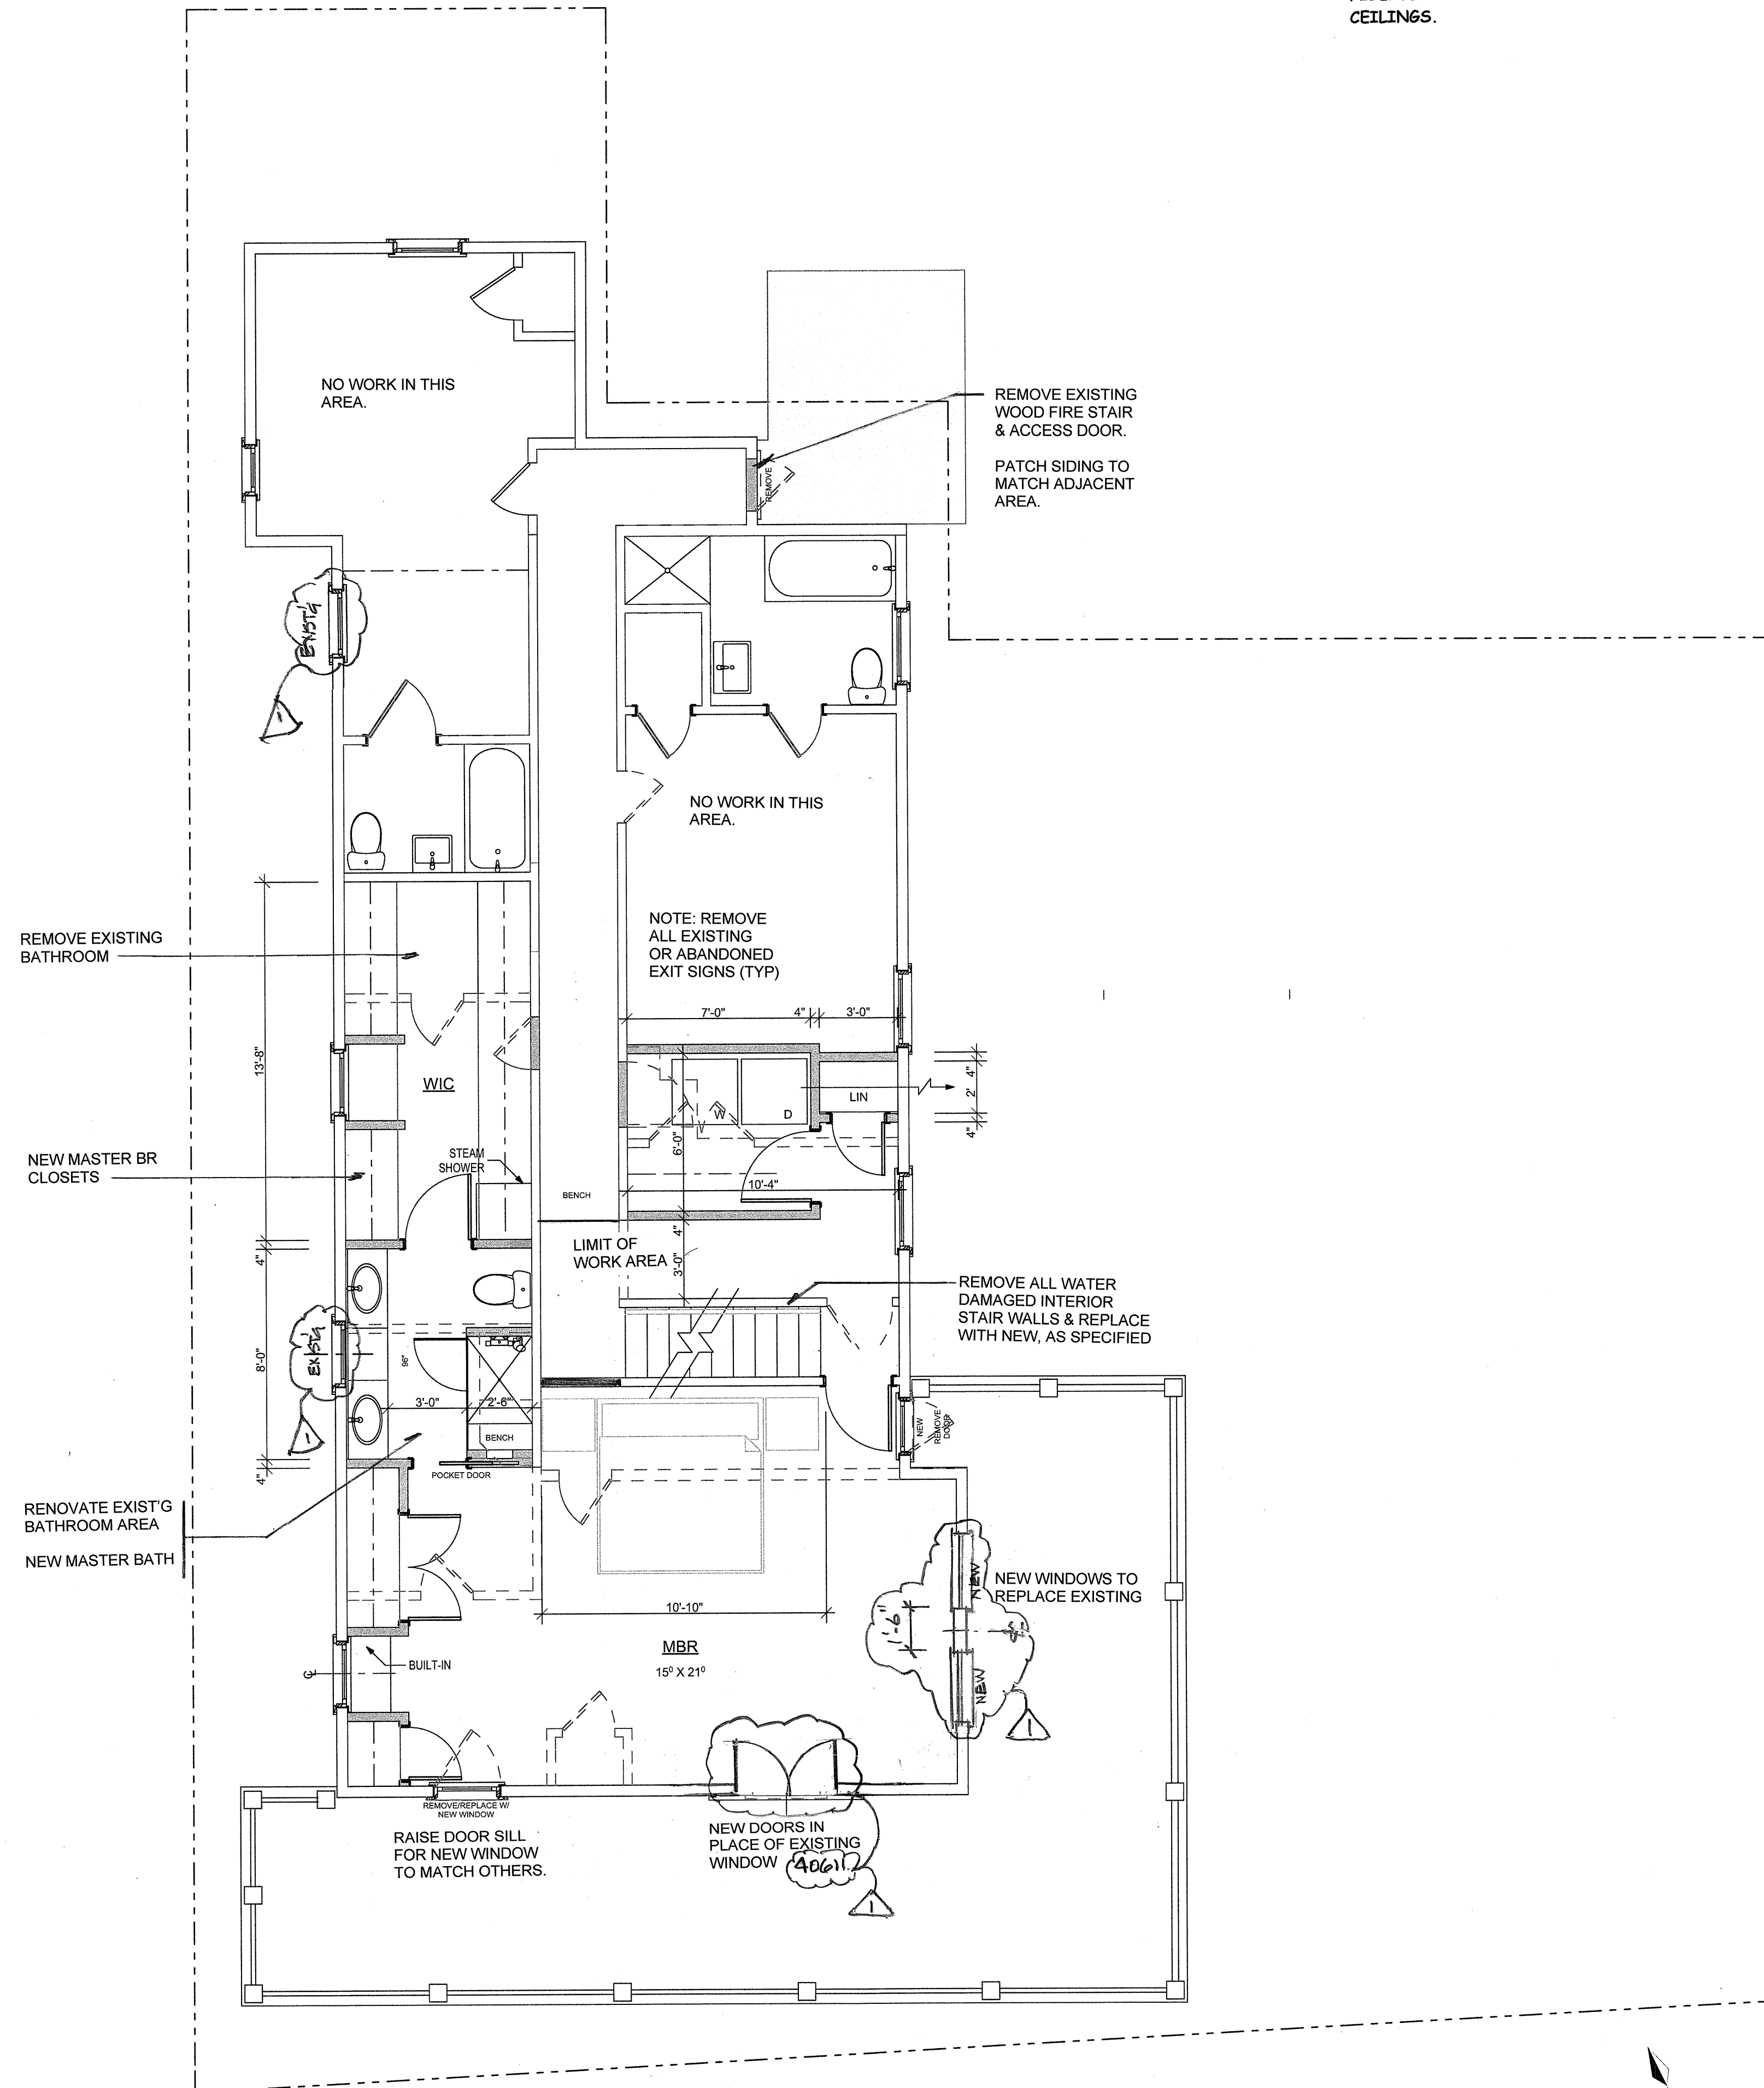 CEILINGS.
NO WORK IN THIS
AREA.
REMOVE EXISTING
WOOD FIRE STAIR
& ACCESS DOOR.
PATCH SIDING TO
MATCH ADJACENT
AREA.
REMOVE
EXIST'G
1
NO WORK IN THIS
AREA.
REMOVE EXISTING
BATHROOM
NOTE: REMOVE
ALL EXISTING
OR ABANDONED
EXIT SIGNS (TYP)
7'-0"
4"
3'-0"
13'-8"
WIC
W
D
LIN
4"
2'
4"
6'-0"
10'-4"
NEW MASTER BR
CLOSETS
STEAM
SHOWER
BENCH
LIMIT OF
WORK AREA
4"
3'-0"
4"
REMOVE ALL WATER
DAMAGED INTERIOR
STAIR WALLS & REPLACE
WITH NEW, AS SPECIFIED
EXIST'G
1
8'-0"
96"
3'-0"
2'-6"
BENCH
NEW
REMOVE
DOOR
4"
POCKET DOOR
RENOVATE EXIST'G
BATHROOM AREA
NEW MASTER BATH
NEW
NEW WINDOWS TO
REPLACE EXISTING
1'-6"
NEW
1
10'-10"
MBR
15⁰ X 21⁰
BUILT-IN
REMOVE/REPLACE W/
NEW WINDOW
RAISE DOOR SILL
FOR NEW WINDOW
TO MATCH OTHERS.
NEW DOORS IN
PLACE OF EXISTING
WINDOW
40611
1